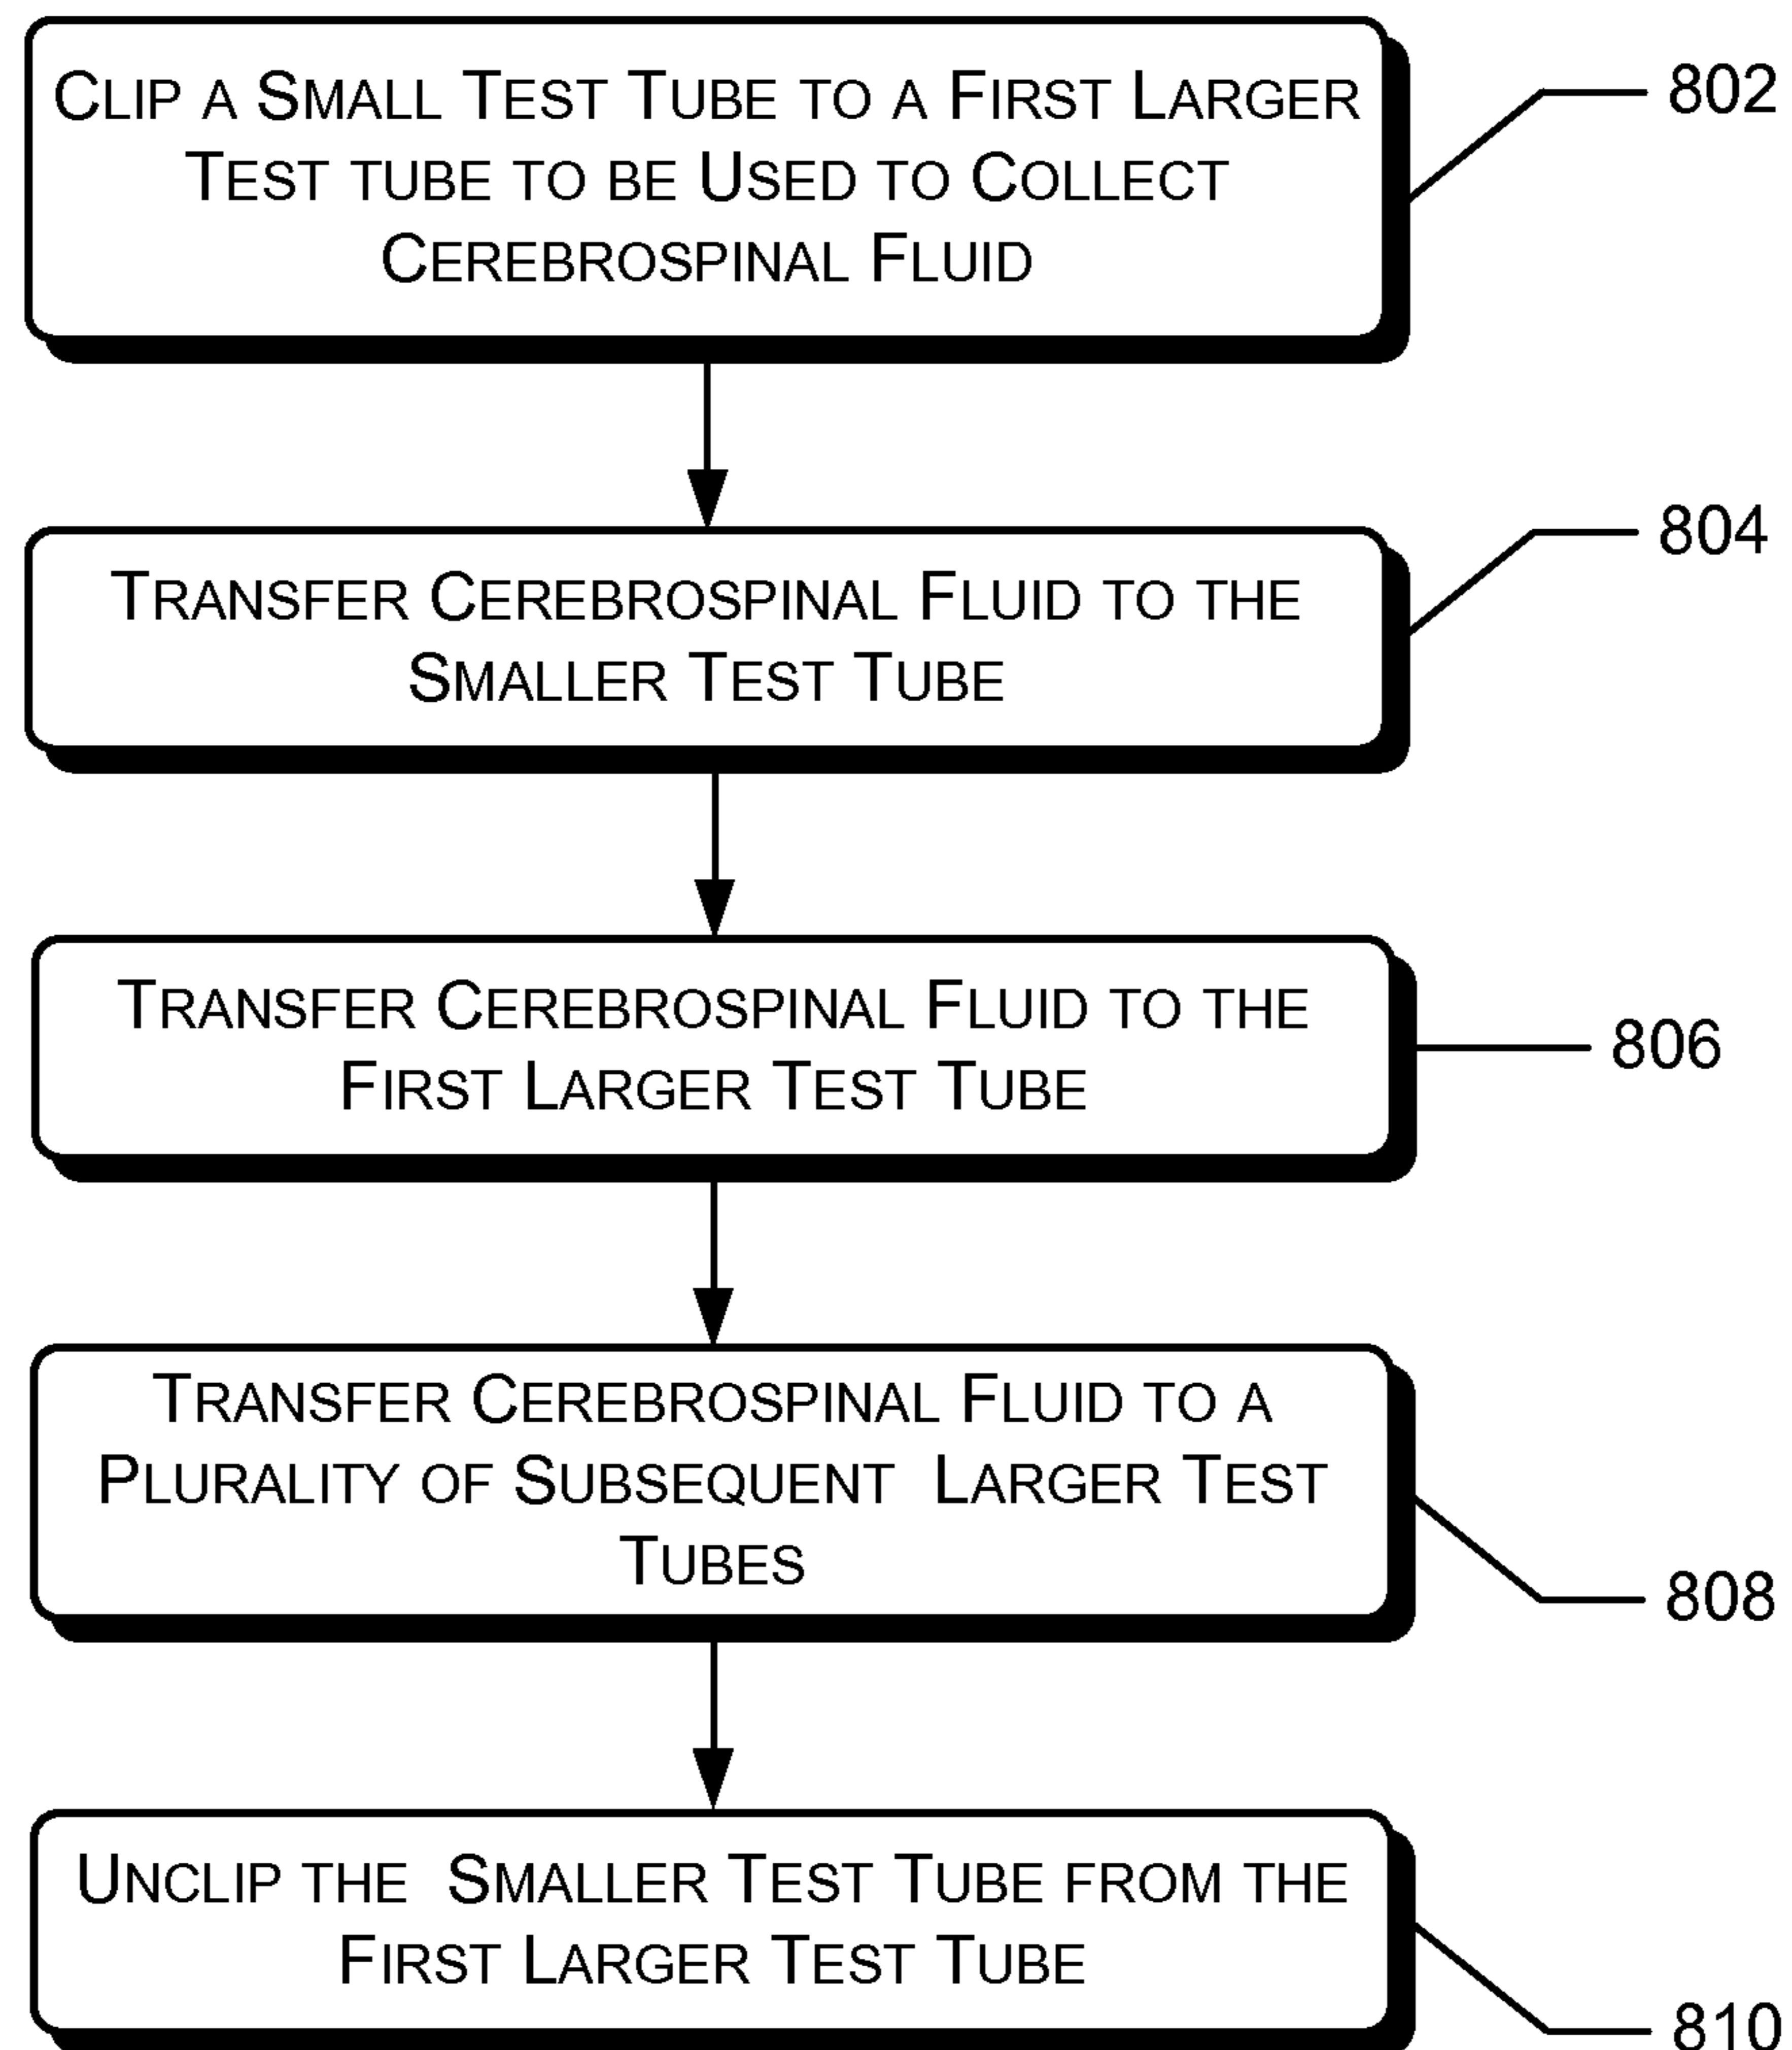 CLIP A SMALL TEST TUBE TO A FIRST LARGER
TEST TUBE TO BE USED TO COLLECT
CEREBROSPINAL FLUID
802
TRANSFER CEREBROSPINAL FLUID TO THE
SMALLER TEST TUBE
804
TRANSFER CEREBROSPINAL FLUID TO THE
FIRST LARGER TEST TUBE
806
TRANSFER CEREBROSPINAL FLUID TO A
PLURALITY OF SUBSEQUENT LARGER TEST
TUBES
808
UNCLIP THE SMALLER TEST TUBE FROM THE
FIRST LARGER TEST TUBE
810